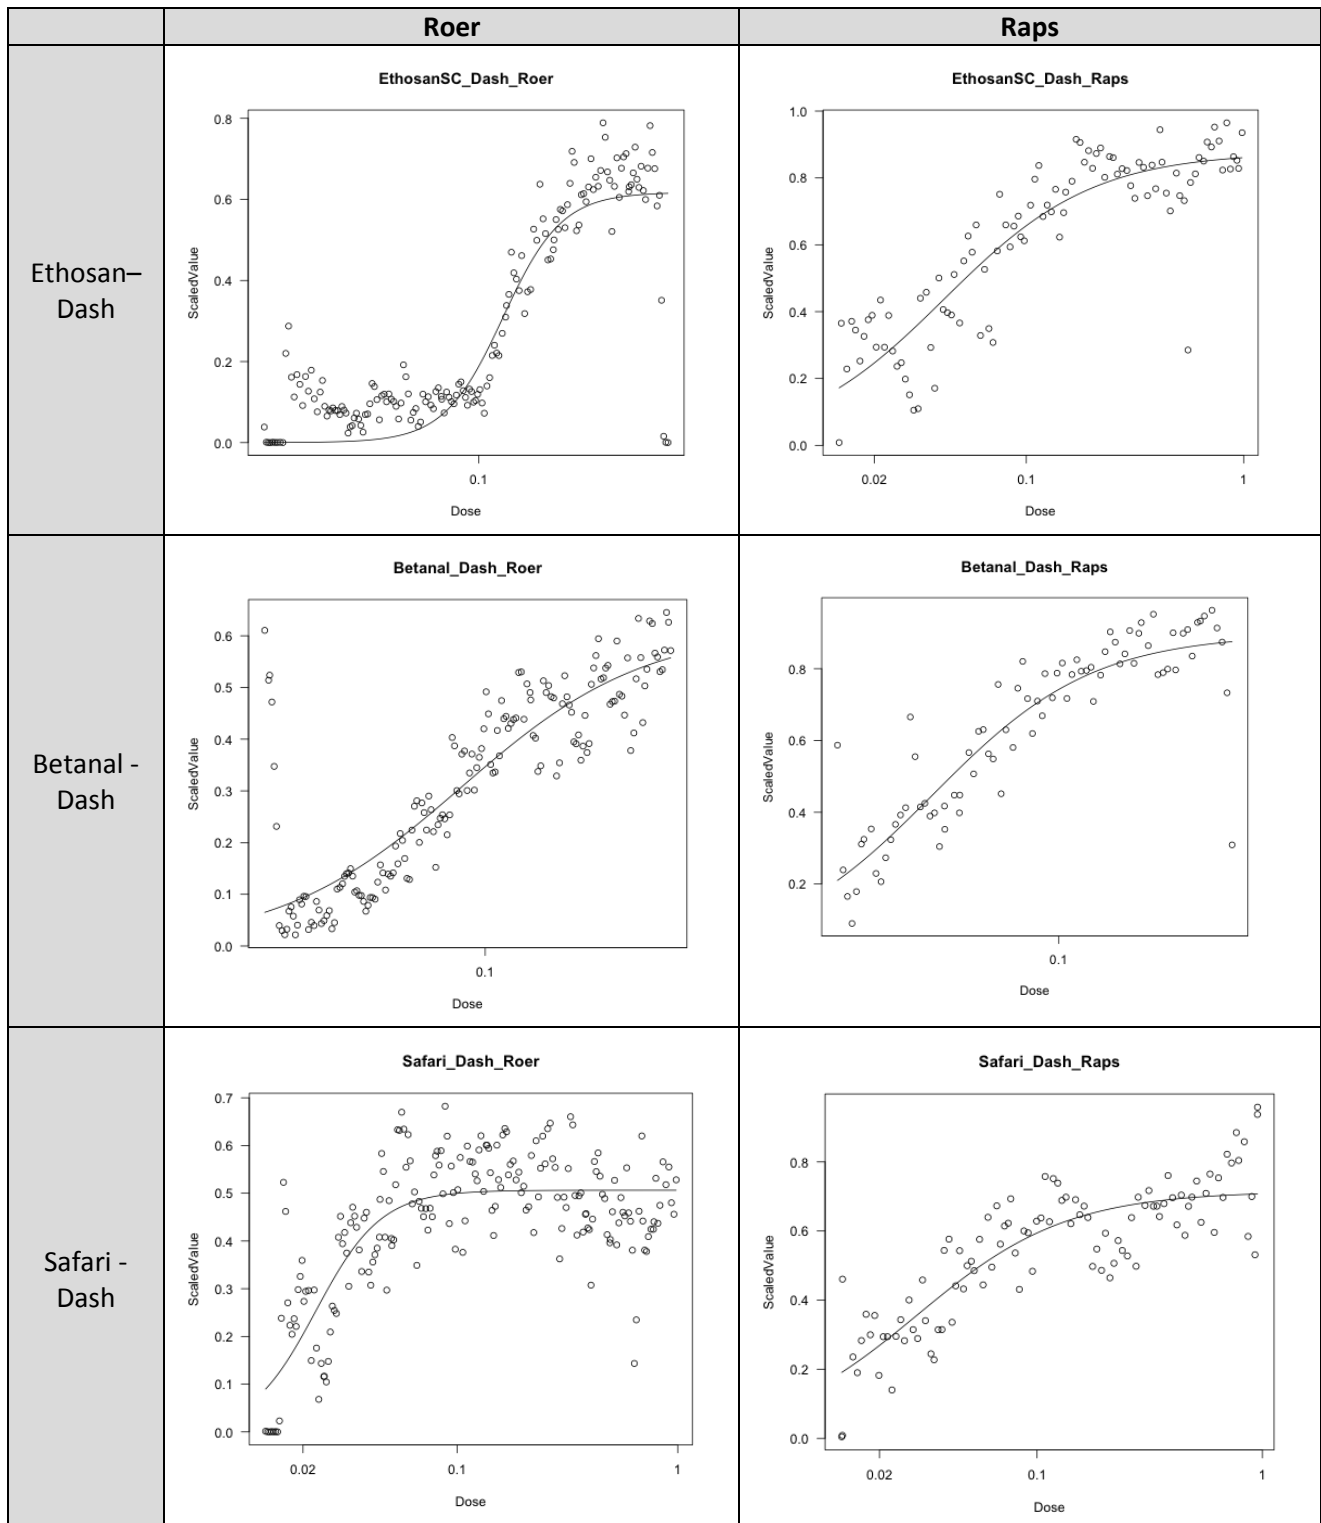 Roer
Raps
Ethosan–
Dash
EthosanSC_Dash_Roer
ScaledValue
0.8
0.6
0.4
0.2
0.0
0.1
Dose
EthosanSC_Dash_Raps
ScaledValue
1.0
0.8
0.6
0.4
0.2
0.0
0.02 0.1 1
Dose
Betanal -
Dash
Betanal_Dash_Roer
ScaledValue
0.6
0.5
0.4
0.3
0.2
0.1
0.0
0.1
Dose
Betanal_Dash_Raps
ScaledValue
0.8
0.6
0.4
0.2
0.1
Dose
Safari -
Dash
Safari_Dash_Roer
ScaledValue
0.7
0.6
0.5
0.4
0.3
0.2
0.1
0.0
0.02 0.1 1
Dose
Safari_Dash_Raps
ScaledValue
0.8
0.6
0.4
0.2
0.0
0.02 0.1 1
Dose